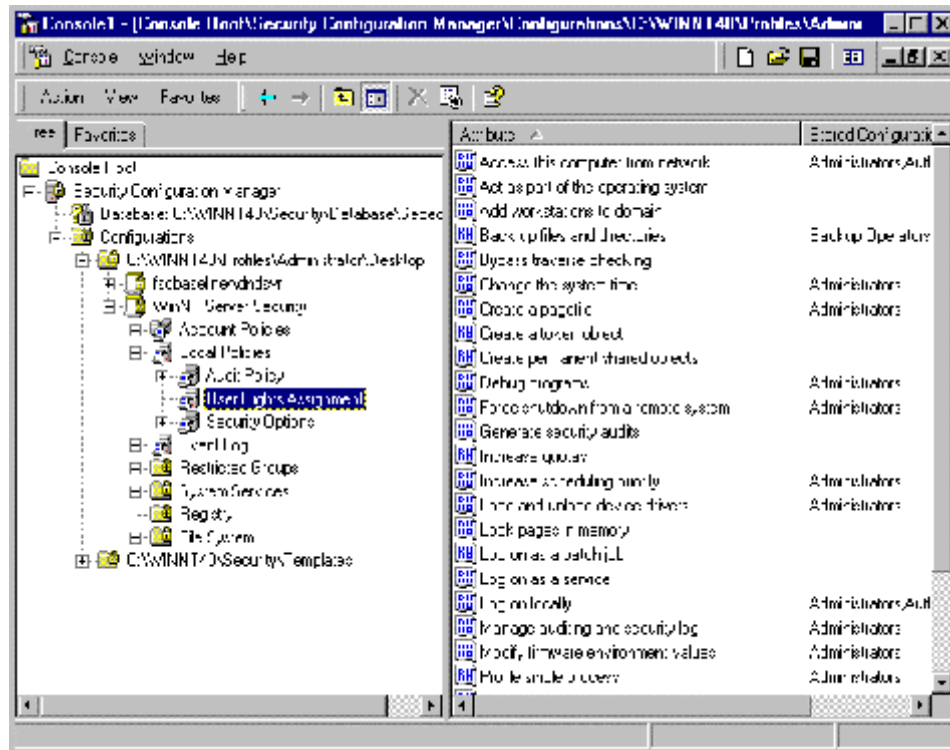 Console1 - [Console Root\Security Configuration Manager\Configurations\C:\WINNT40\Profiles\Admini
Console Window Help
Action View Favorites
Tree Favorites
Console Root
Security Configuration Manager
Database: C:\WINNT40\Security\Database\Secec
Configurations
C:\WINNT40\Profiles\Administrator\Desktop
WinNT Server Security
Account Policies
Local Policies
Audit Policy
User Rights Assignment
Security Options
Event Log
Restricted Groups
System Services
Registry
File System
C:\WINNT40\Security\Templates
Attribute Stored Configuratic
Access this computer from network Administrators,Auth
Act as part of the operating system
Add workstations to domain
Back up files and directories Backup Operators
Bypass traverse checking
Change the system time Administrators
Create a pagefile Administrators
Create a token object
Create permanent shared objects
Debug programs Administrators
Force shutdown from a remote system Administrators
Generate security audits
Increase quotas
Increase scheduling priority Administrators
Load and unload device drivers Administrators
Lock pages in memory
Log on as a batch job
Log on as a service
Log on locally Administrators,Auth
Manage auditing and security log Administrators
Modify firmware environment values Administrators
Profile single process Administrators